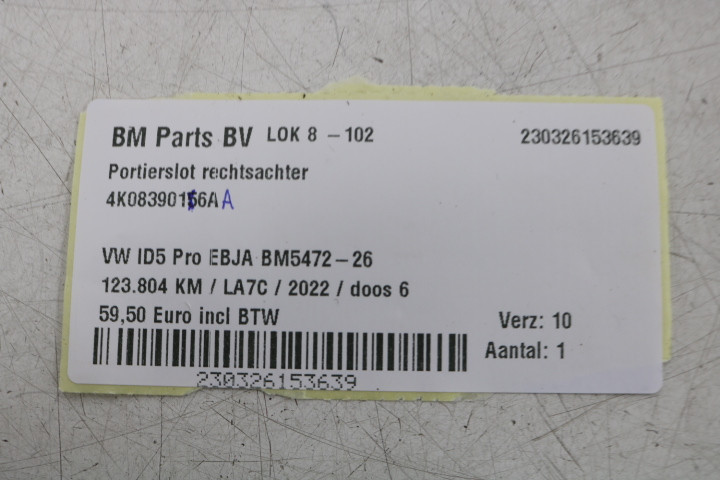 BM Parts BV LOK 8 - 102 230326153639
Portierslot rechtsachter
4K0839016A A
VW ID5 Pro EBJA BM5472-26
123.804 KM / LA7C / 2022 / doos 6
59,50 Euro incl BTW
Verz: 10
Aantal: 1
230326153639